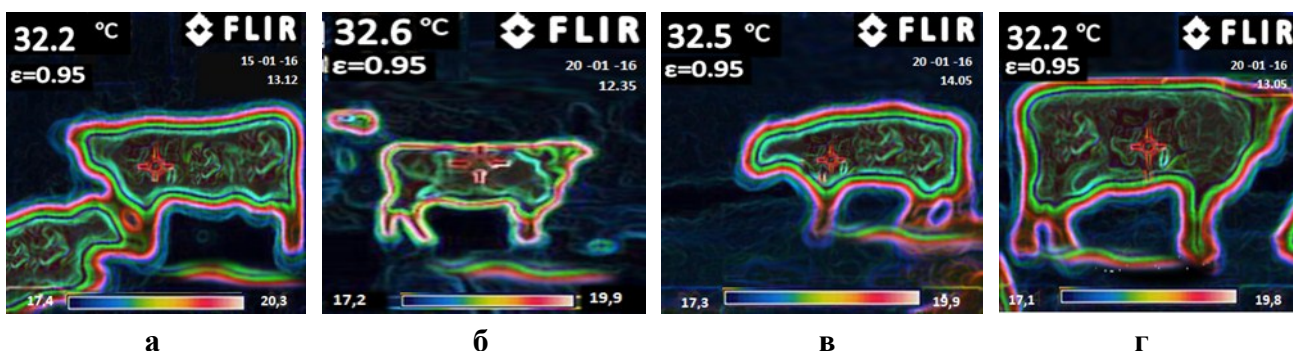 32.2 °C FLIR
ε=0.95
15 -01 -16
13.12
17,4 20,3
а
32.6 °C FLIR
ε=0.95
20 -01 -16
12.35
17,2 19,9
б
32.5 °C FLIR
ε=0.95
20 -01 -16
14.05
17,3 19,9
в
32.2 °C FLIR
ε=0.95
20 -01 -16
13.05
17,1 19,8
г